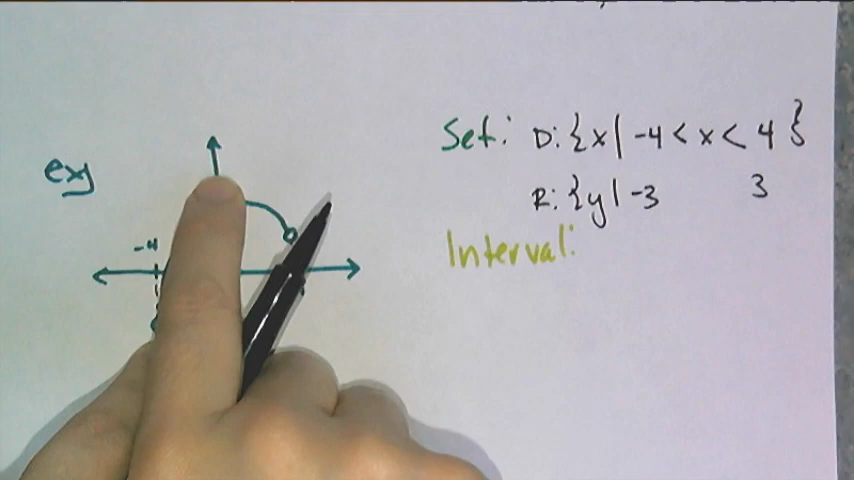 ex)
-4
Set: D: {x| -4 < x < 4 }
R: {y| -3 3
Interval: